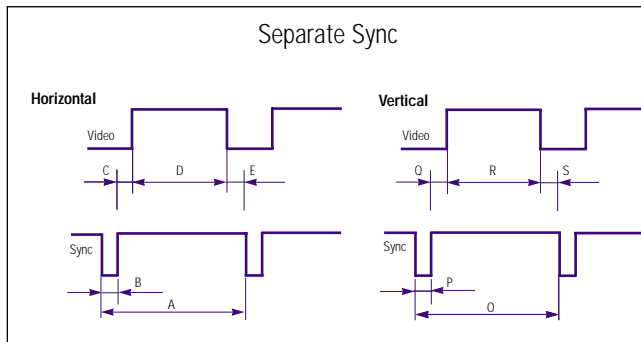 Separate Sync
Horizontal
Video
C D E
Sync
B
A
Vertical
Video
Q R S
Sync
P
O